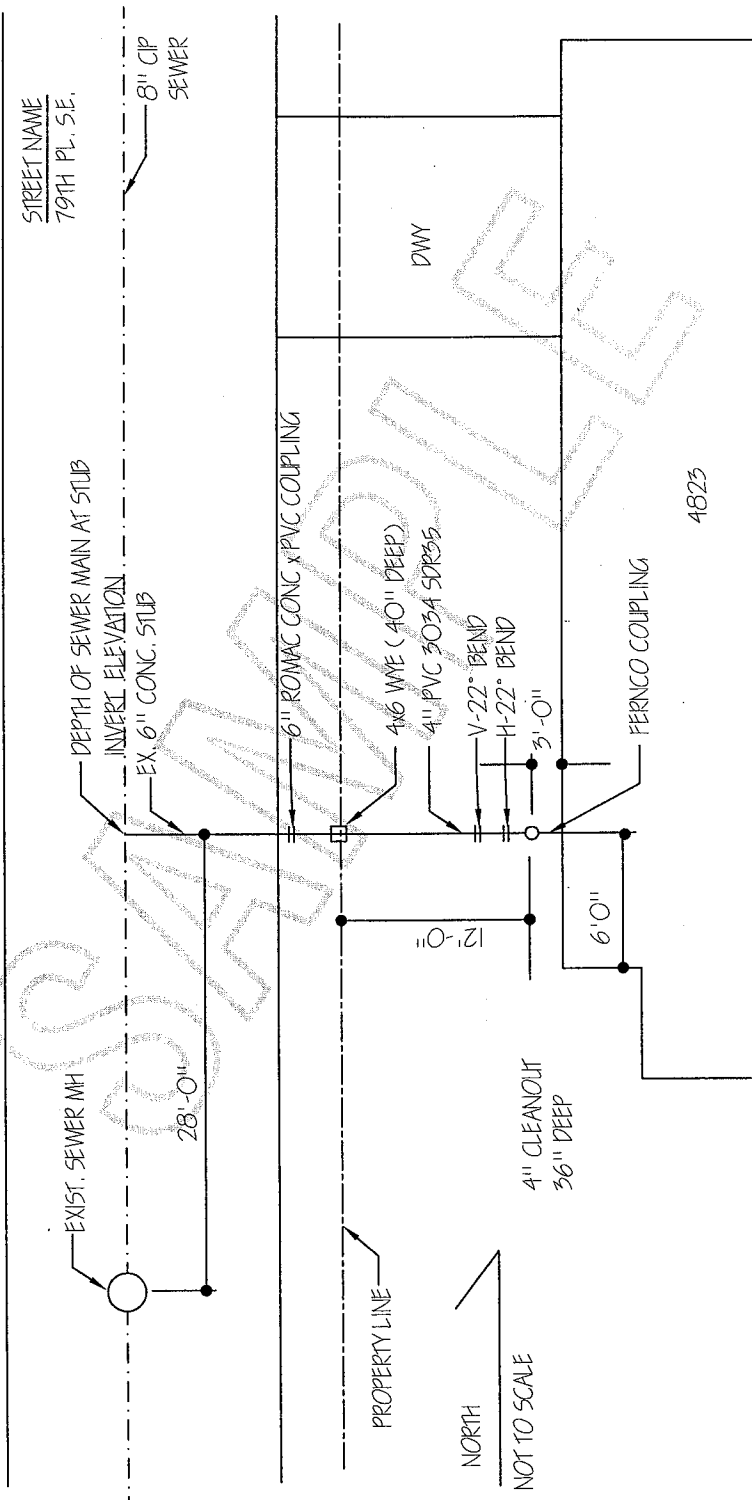 STREET NAME
79TH PL. S.E.
8" CIP
SEWER
EXIST. SEWER MH
28'-0"
DEPTH OF SEWER MAIN AT STUB
INVERT ELEVATION
EX. 6" CONC. STUB
6" ROMAC CONC x PVC COUPLING
4x6 WYE ( 40" DEEP)
4" PVC 3034 SDR35
V-22° BEND
H-22° BEND
3'-0"
FERNCO COUPLING
12'-0"
6'0"
PROPERTY LINE
4" CLEANOUT
36" DEEP
DWY
4823
NORTH
NOT TO SCALE
SAMPLE